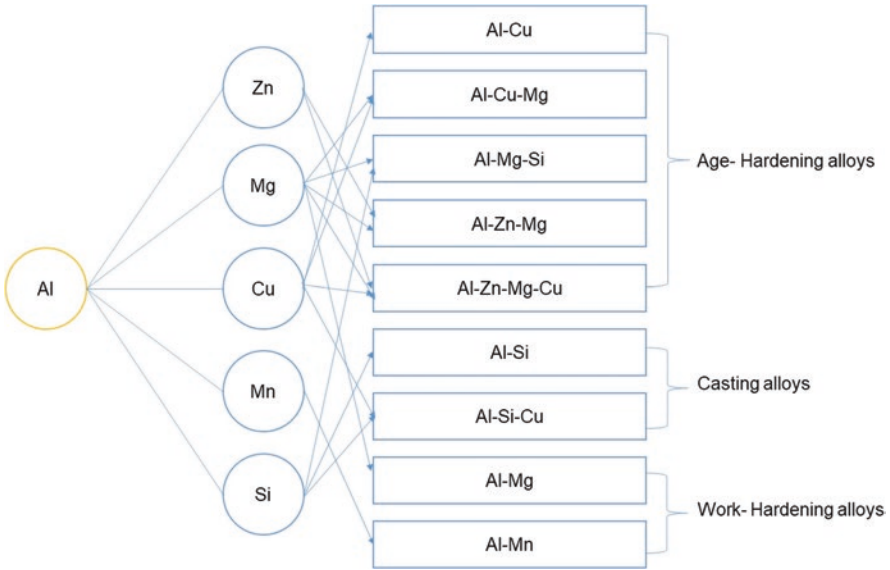 Al
Zn
Mg
Cu
Mn
Si
Al-Cu
Al-Cu-Mg
Al-Mg-Si
Al-Zn-Mg
Al-Zn-Mg-Cu
Al-Si
Al-Si-Cu
Al-Mg
Al-Mn
Age- Hardening alloys
Casting alloys
Work- Hardening alloys